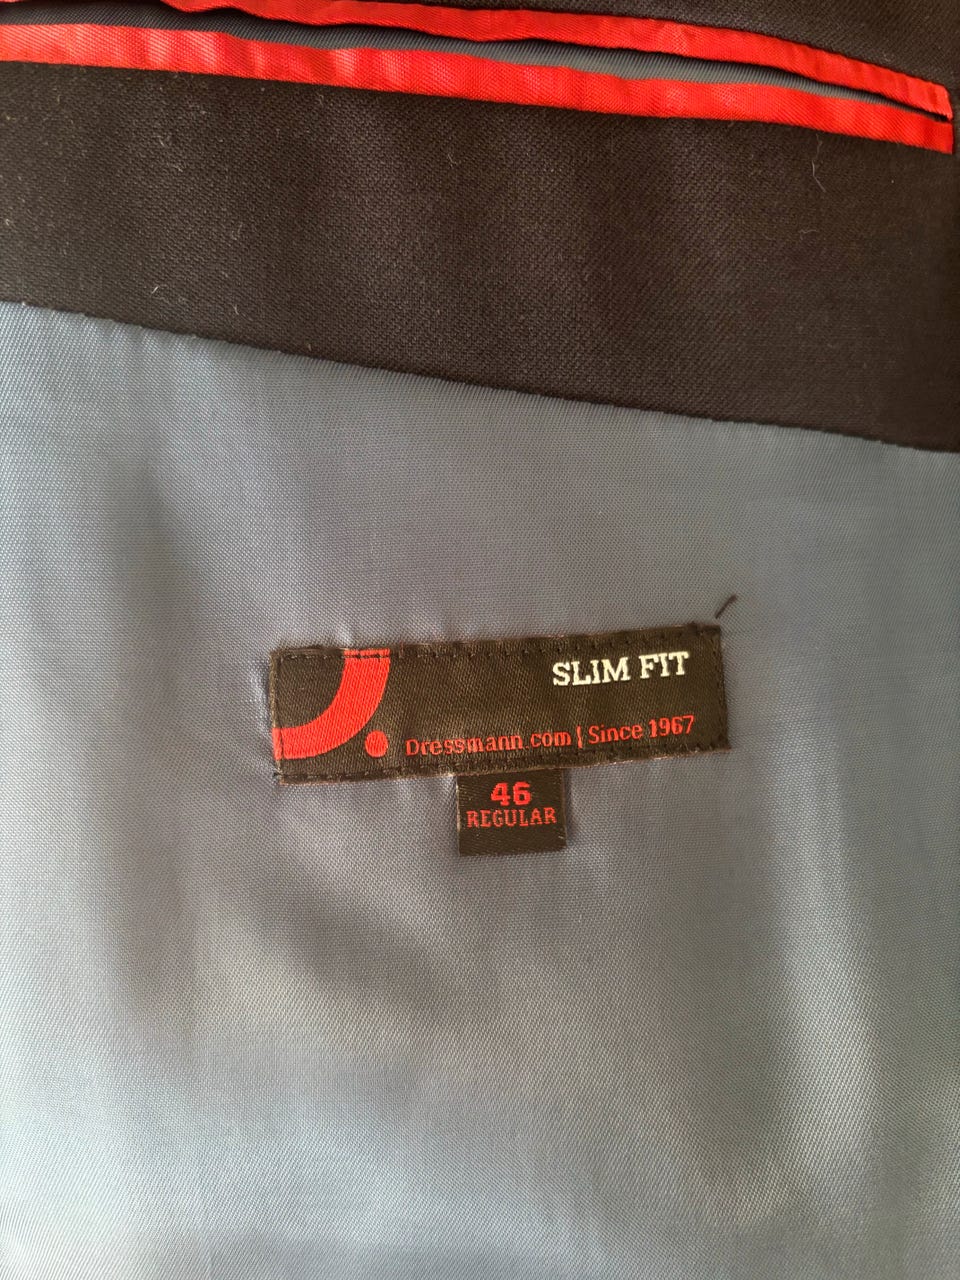 SLIM FIT
Dressmann.com | Since 1967
46
REGULAR